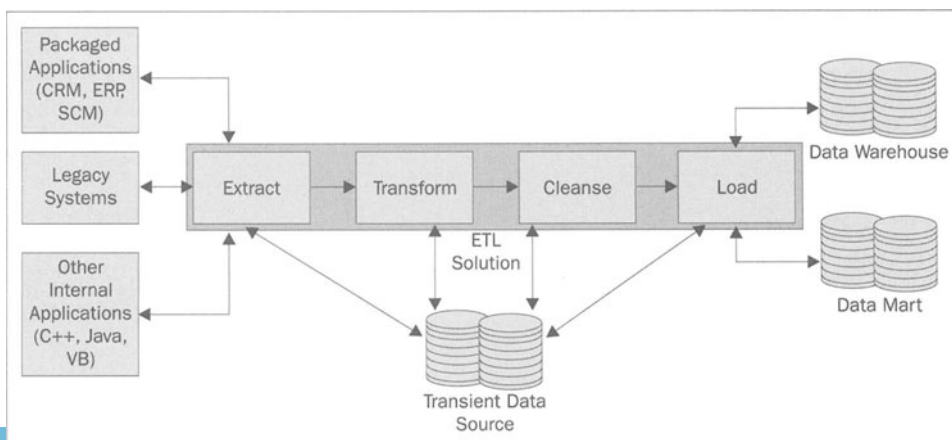 Packaged
Applications
(CRM, ERP,
SCM)
Legacy
Systems
Other
Internal
Applications
(C++, Java,
VB)
Extract
Transform
Cleanse
Load
ETL
Solution
Transient Data
Source
Data Warehouse
Data Mart